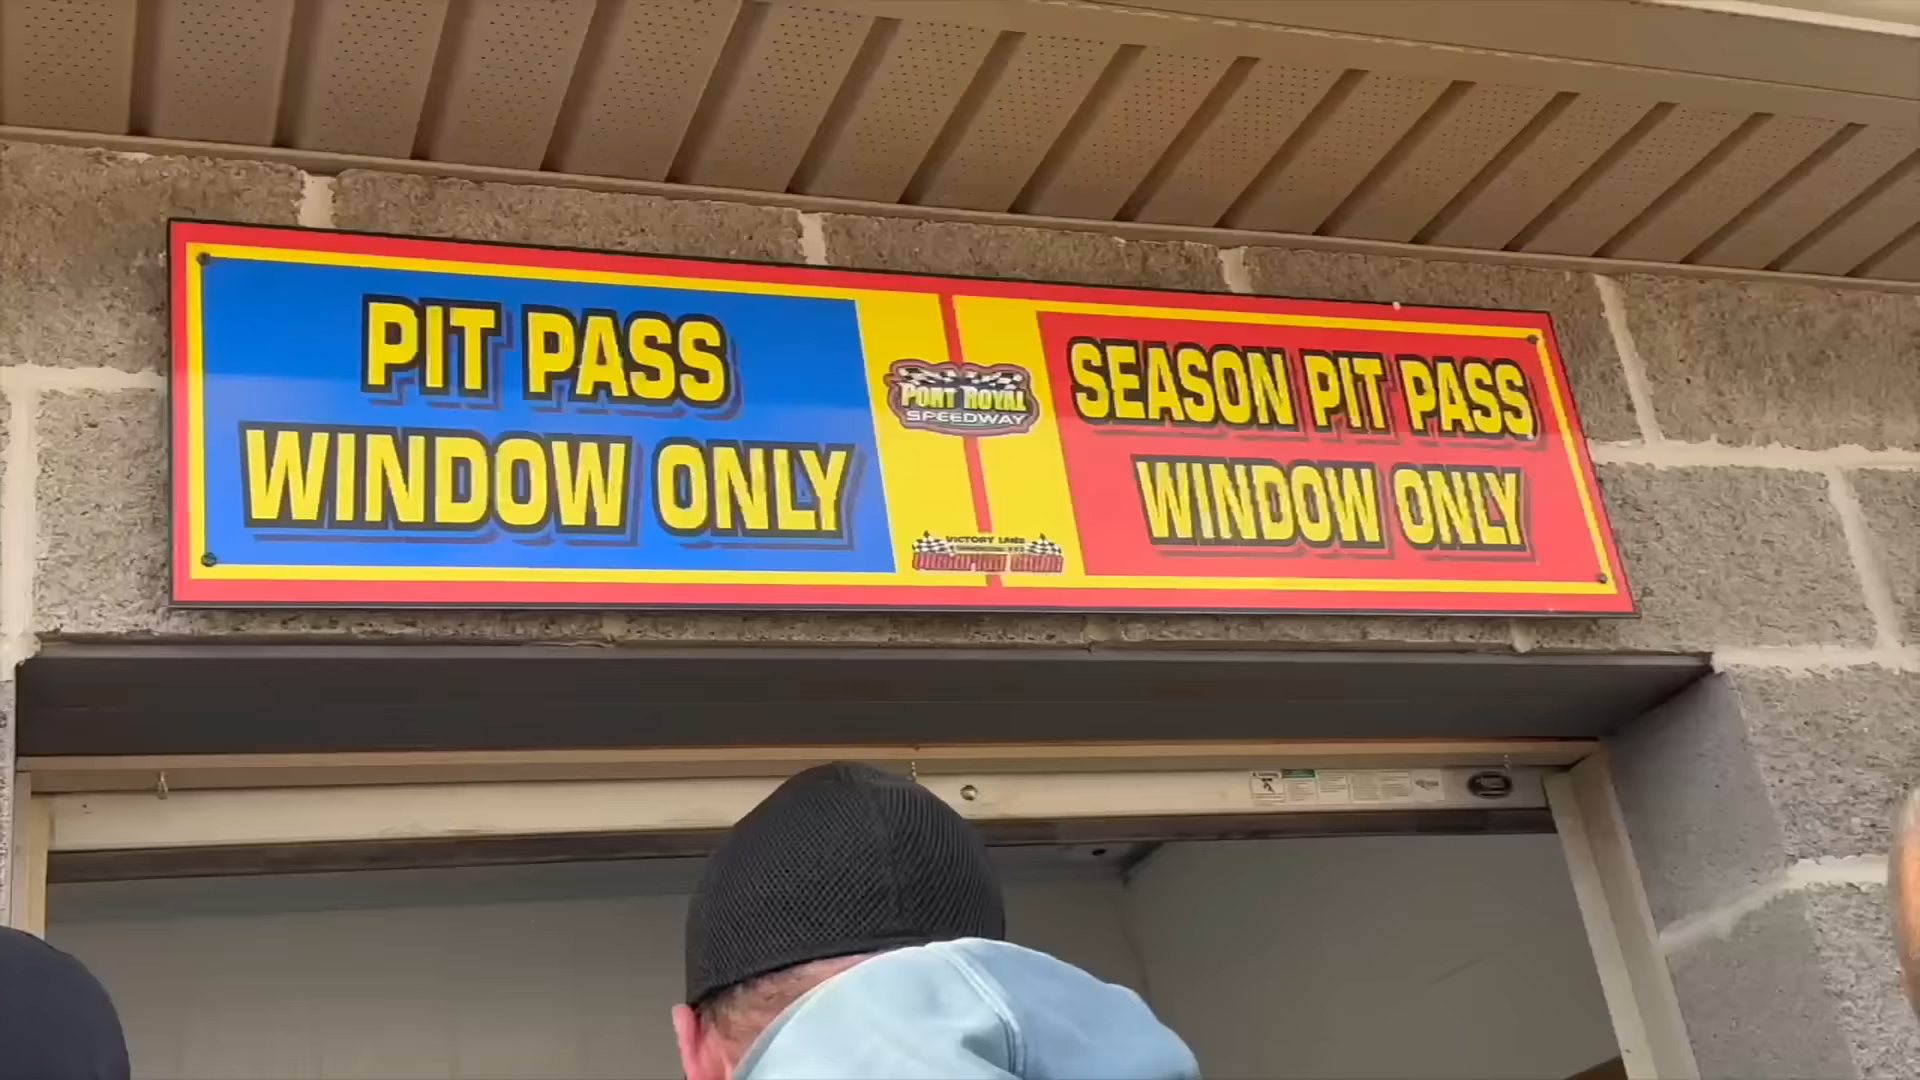 PIT PASS
WINDOW ONLY
PORT ROYAL
SPEEDWAY
VICTORY LANE
SEASON PIT PASS
WINDOW ONLY